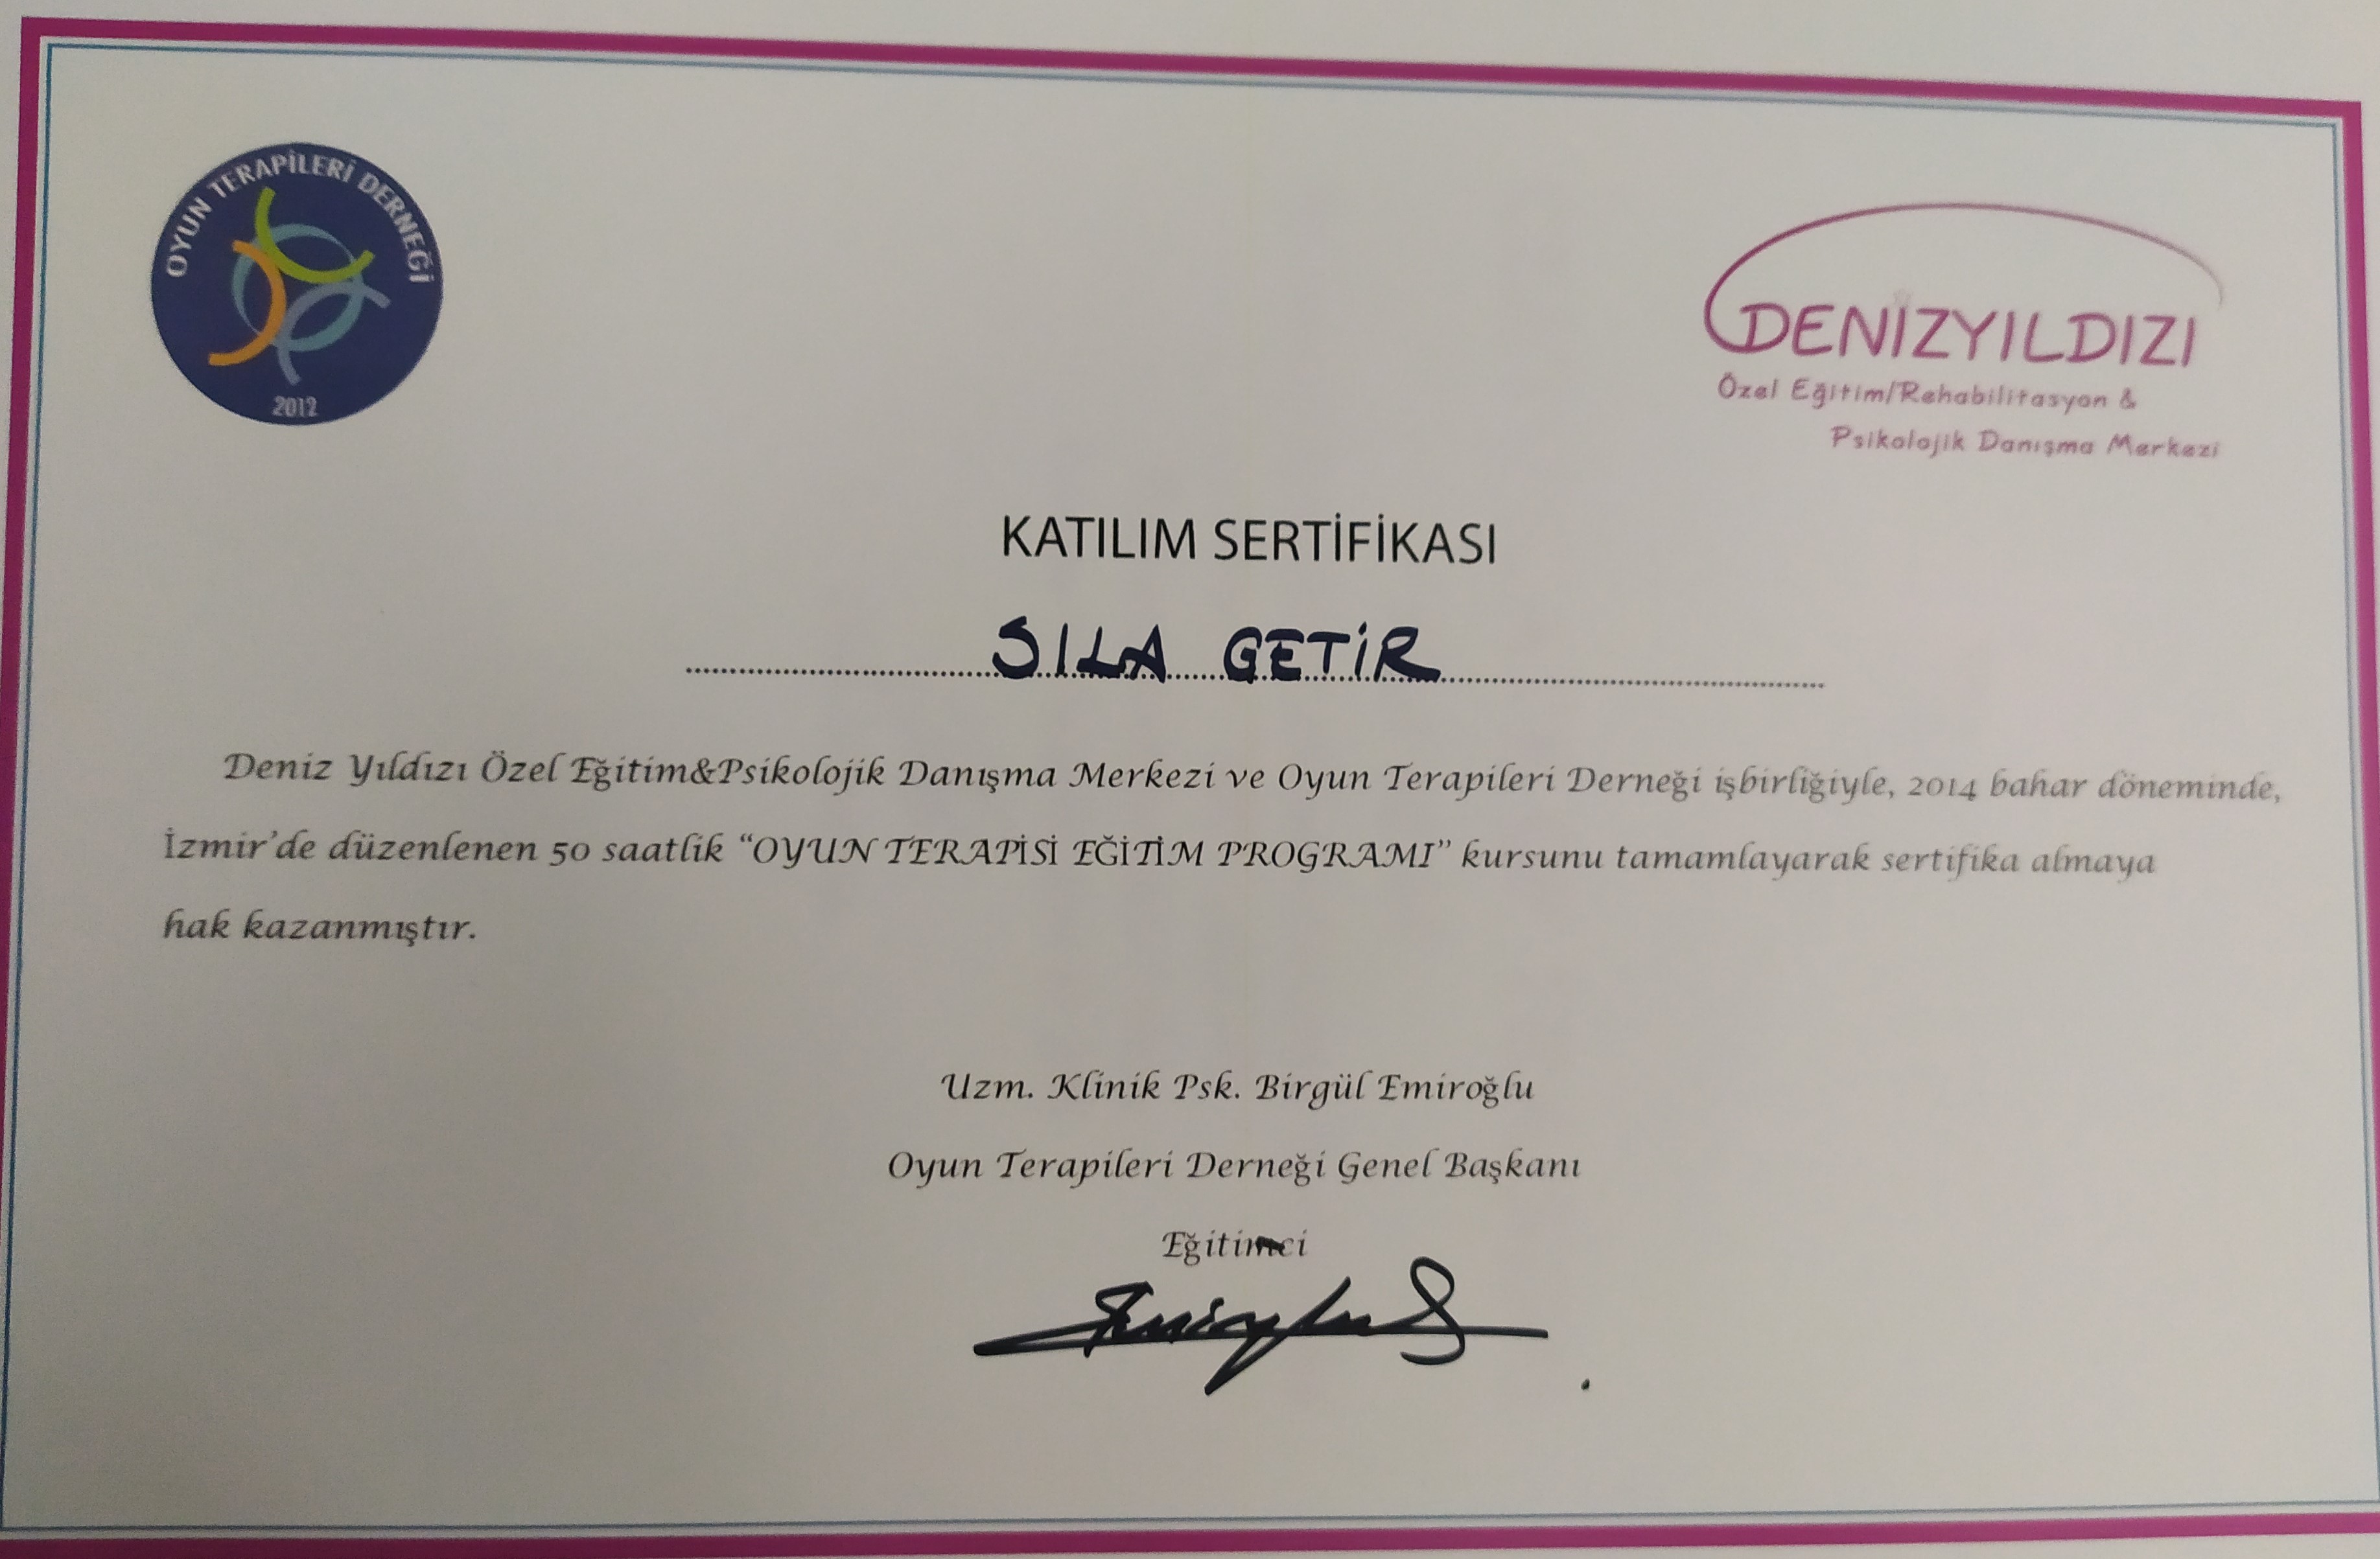 OYUN TERAPİLERİ DERNEĞİ
2012
DENİZYILDIZI
Özel Eğitim/Rehabilitasyon &
Psikolojik Danışma Merkezi
KATILIM SERTİFİKASI
SILA GETİR
Deniz Yıldızı Özel Eğitim&Psikolojik Danışma Merkezi ve Oyun Terapileri Derneği işbirliğiyle, 2014 bahar döneminde,
İzmir’de düzenlenen 50 saatlik “OYUN TERAPİSİ EĞİTİM PROGRAMI” kursunu tamamlayarak sertifika almaya
hak kazanmıştır.
Uzm. Klinik Psk. Birgül Emiroğlu
Oyun Terapileri Derneği Genel Başkanı
Eğitimci